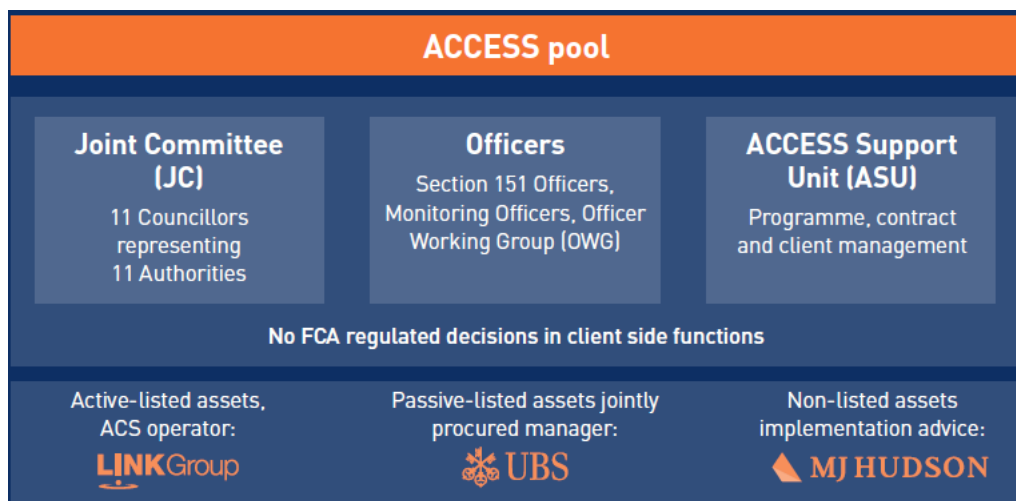 ACCESS pool
Joint Committee
(JC)
11 Councillors
representing
11 Authorities
Officers
Section 151 Officers,
Monitoring Officers, Officer
Working Group (OWG)
ACCESS Support
Unit (ASU)
Programme, contract
and client management
No FCA regulated decisions in client side functions
Active-listed assets,
ACS operator:
LINKGroup
Passive-listed assets jointly
procured manager:
UBS
Non-listed assets
implementation advice:
MJ HUDSON